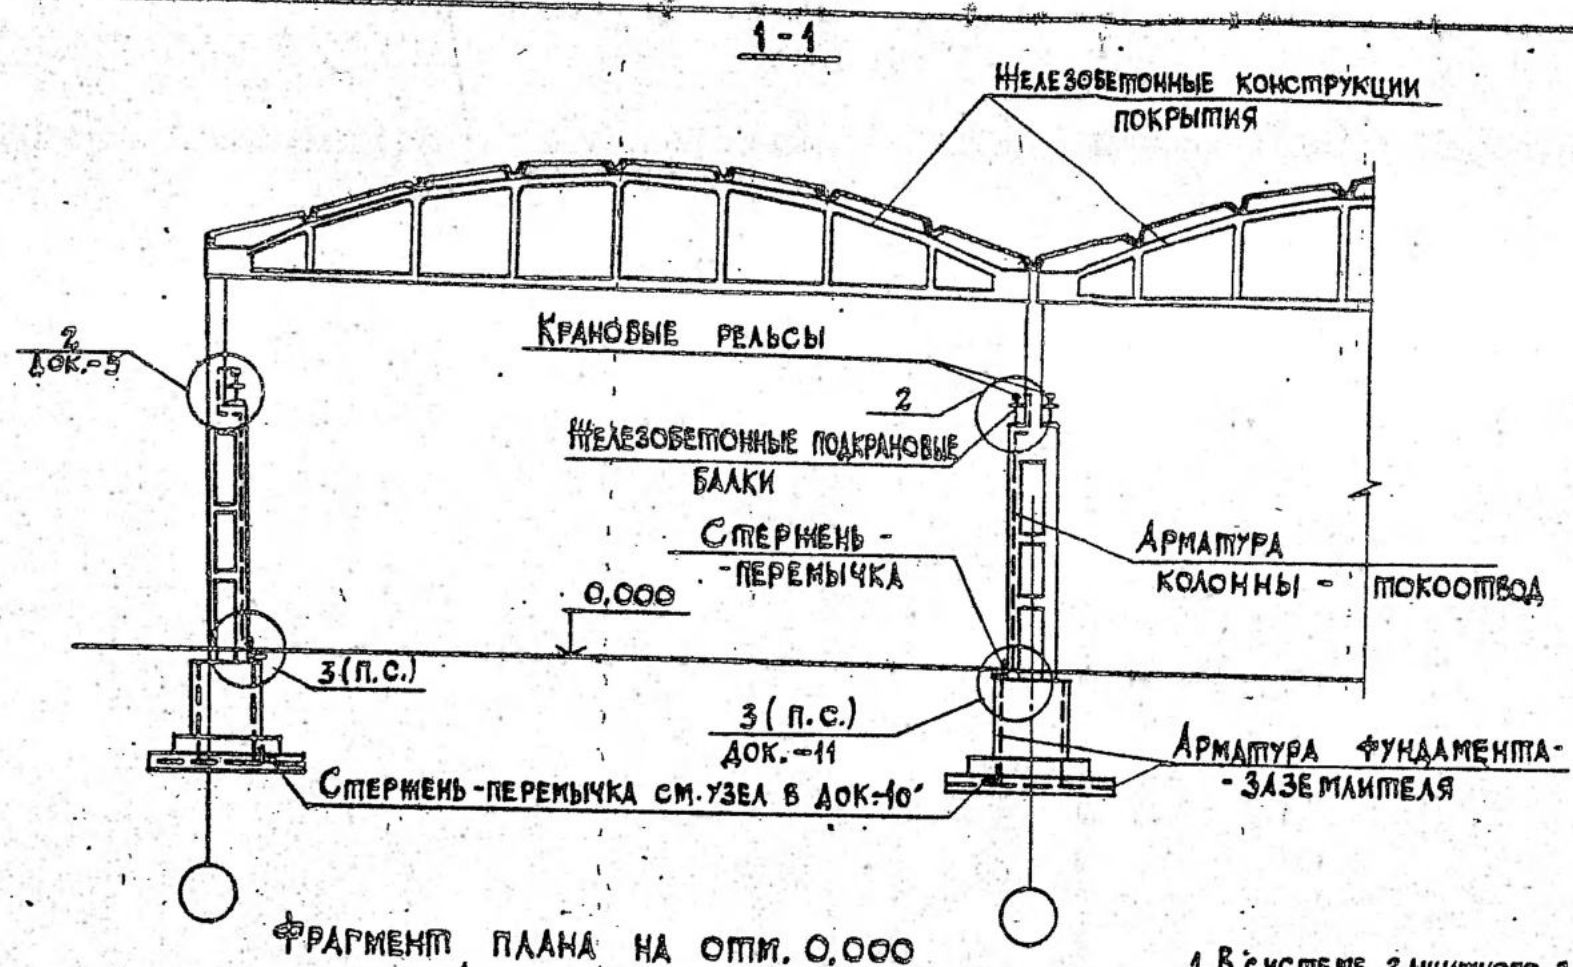 1-1
Железобетонные конструкции
покрытия
2
док.-5
Крановые рельсы
2
Железобетонные подкрановые
балки
Стержень -
-перемычка
Арматура
колонны - токоотвод
0,000
3 (п.с.)
3 (п.с.)
док.-11
Арматура фундамента-
-заземлителя
Стержень-перемычка см. узел в док-10
Фрагмент плана на отм. 0,000
1. В системе